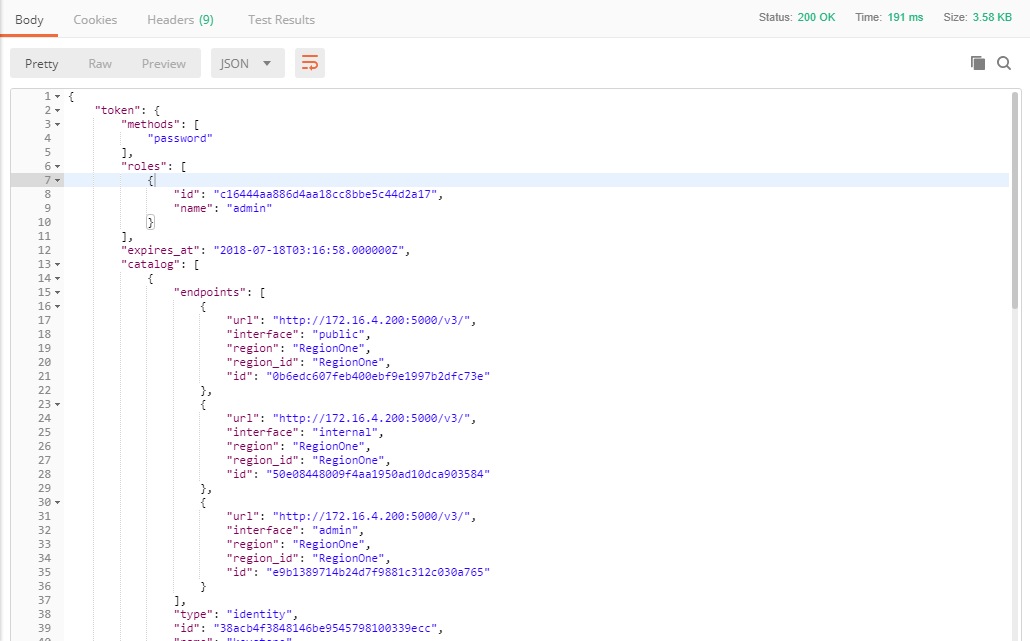 Body Cookies Headers (9) Test Results Status: 200 OK Time: 191 ms Size: 3.58 KB
Pretty Raw Preview JSON
1 {
2 "token": {
3 "methods": [
4 "password"
5 ],
6 "roles": [
7 {
8 "id": "c16444aa886d4aa18cc8bbe5c44d2a17",
9 "name": "admin"
10 }
11 ],
12 "expires_at": "2018-07-18T03:16:58.000000Z",
13 "catalog": [
14 {
15 "endpoints": [
16 {
17 "url": "http://172.16.4.200:5000/v3/",
18 "interface": "public",
19 "region": "RegionOne",
20 "region_id": "RegionOne",
21 "id": "0b6edc607feb400ebf9e1997b2dfc73e"
22 },
23 {
24 "url": "http://172.16.4.200:5000/v3/",
25 "interface": "internal",
26 "region": "RegionOne",
27 "region_id": "RegionOne",
28 "id": "50e08448009f4aa1950ad10dca903584"
29 },
30 {
31 "url": "http://172.16.4.200:5000/v3/",
32 "interface": "admin",
33 "region": "RegionOne",
34 "region_id": "RegionOne",
35 "id": "e9b1389714b24d7f9881c312c030a765"
36 }
37 ],
38 "type": "identity",
39 "id": "38acb4f3848146be9545798100339ecc",